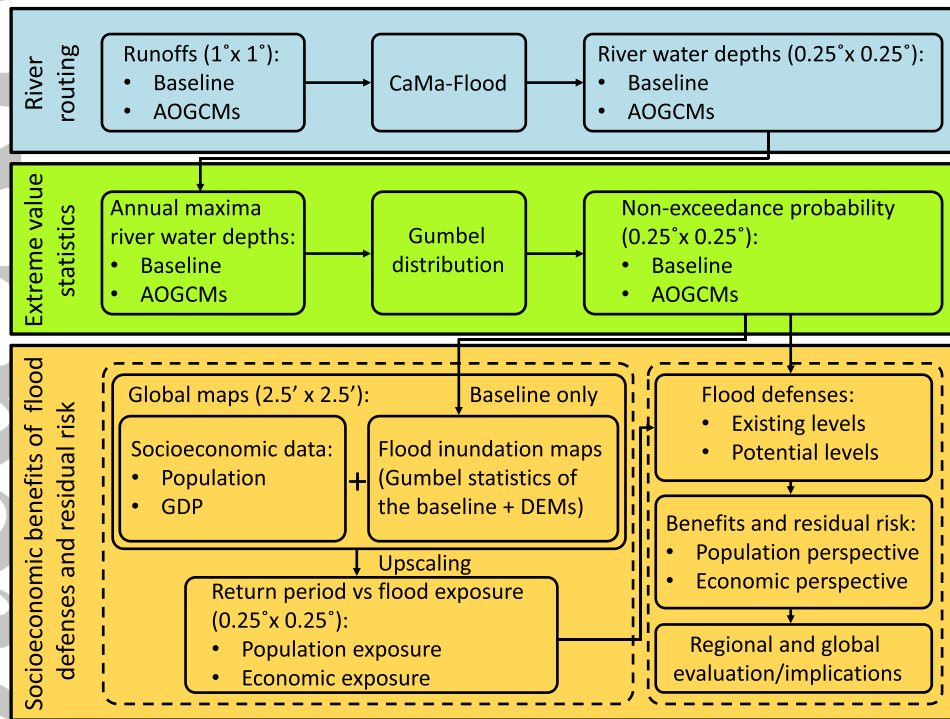 River
routing
Runoffs (1˚x 1˚):
• Baseline
• AOGCMs
CaMa-Flood
River water depths (0.25˚x 0.25˚):
• Baseline
• AOGCMs
Extreme value
statistics
Annual maxima
river water depths:
• Baseline
• AOGCMs
Gumbel
distribution
Non-exceedance probability
(0.25˚x 0.25˚):
• Baseline
• AOGCMs
Socioeconomic benefits of flood
defenses and residual risk
Global maps (2.5’ x 2.5’):
Baseline only
Socioeconomic data:
• Population
• GDP
+
Flood inundation maps
(Gumbel statistics of
the baseline + DEMs)
Upscaling
Return period vs flood exposure
(0.25˚x 0.25˚):
• Population exposure
• Economic exposure
Flood defenses:
• Existing levels
• Potential levels
Benefits and residual risk:
• Population perspective
• Economic perspective
Regional and global
evaluation/implications